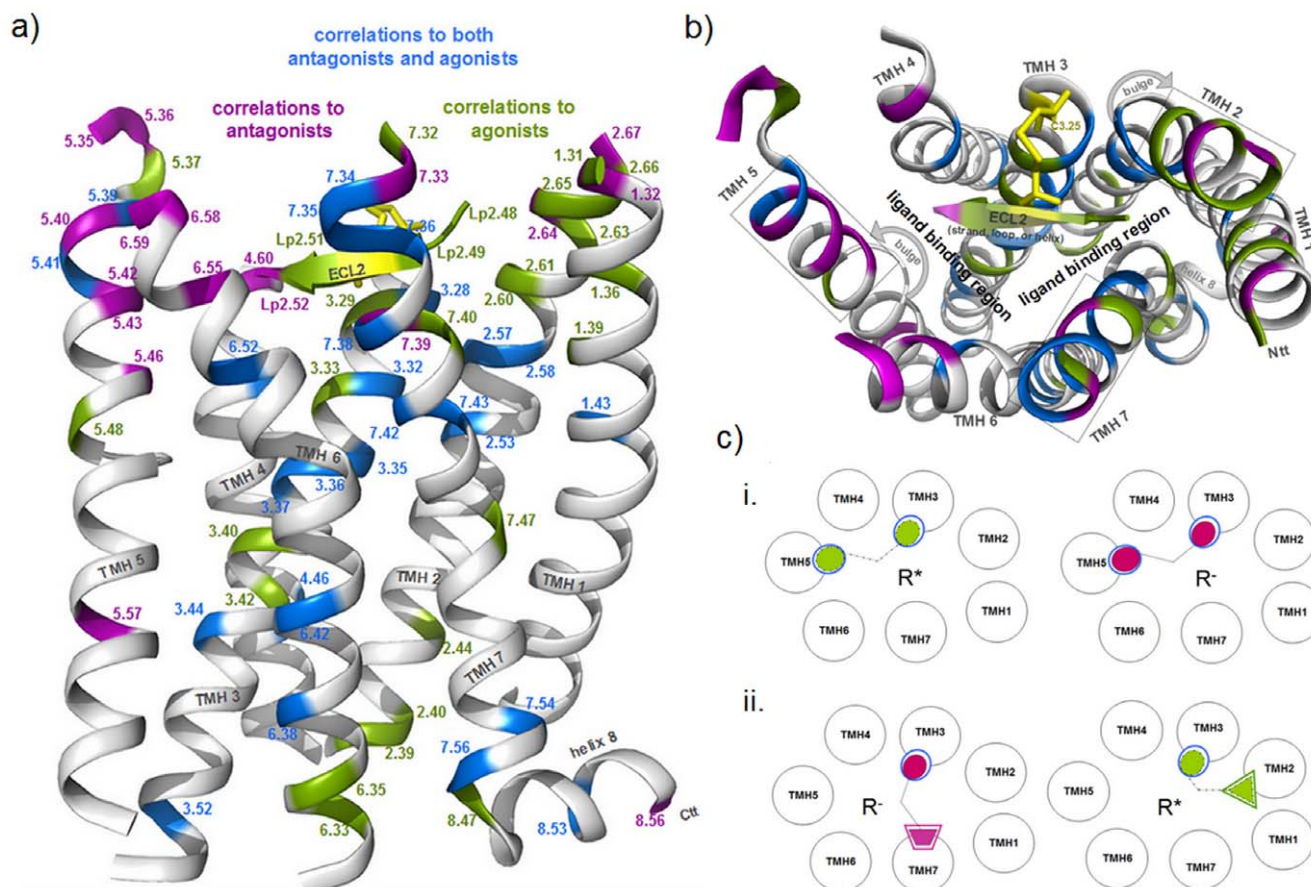 a)
correlations to both
antagonists and agonists
correlations to
antagonists
correlations to
agonists
5.36
5.35
5.37
5.39
5.40
5.41
6.58
6.59
5.42
5.43
6.55
4.60
Lp2.51
Lp2.52
ECL2
7.32
7.33
7.34
7.35
7.36
Lp2.48
Lp2.49
2.67
1.31
2.66
2.65
1.32
2.64
2.63
2.61
2.60
1.36
3.28
3.29
7.40
2.57
1.39
7.38
7.39
2.58
5.46
6.52
3.33
3.32
7.43
1.43
5.48
7.42
2.53
TMH 6
TMH 4
3.35
3.36
3.37
3.40
7.47
TMH 5
4.46
TMH 2
TMH 1
3.42
5.57
3.44
6.42
2.44
TMH 7
TMH 3
7.54
2.40
6.38
2.39
7.56
helix 8
6.35
3.52
6.33
8.47
8.53
8.56
Ctt
b)
TMH 4
TMH 3
bulge
TMH 2
C3.25
TMH 5
ECL2
(strand, loop, or helix)
ligand binding region
ligand binding region
bulge
TMH 1
helix 8
Ntt
TMH 6
TMH 7
c)
i.
TMH4
TMH3
TMH2
TMH5
R*
TMH1
TMH6
TMH7
TMH4
TMH3
TMH2
TMH5
R-
TMH1
TMH6
TMH7
ii.
TMH4
TMH3
TMH2
TMH5
R-
TMH1
TMH6
TMH7
TMH4
TMH3
TMH2
TMH5
R*
TMH1
TMH6
TMH7